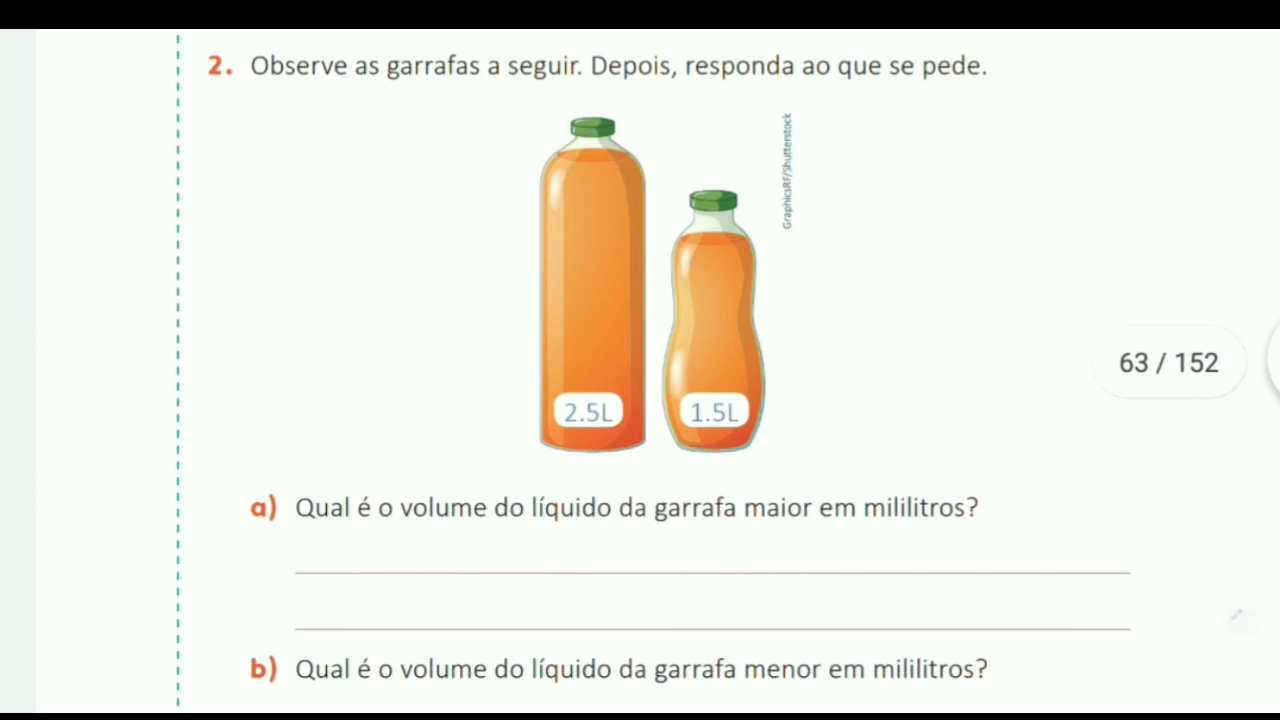 2. Observe as garrafas a seguir. Depois, responda ao que se pede.
GraphicsRF/Shutterstock
2.5L
1.5L
63 / 152
a) Qual é o volume do líquido da garrafa maior em mililitros?
b) Qual é o volume do líquido da garrafa menor em mililitros?